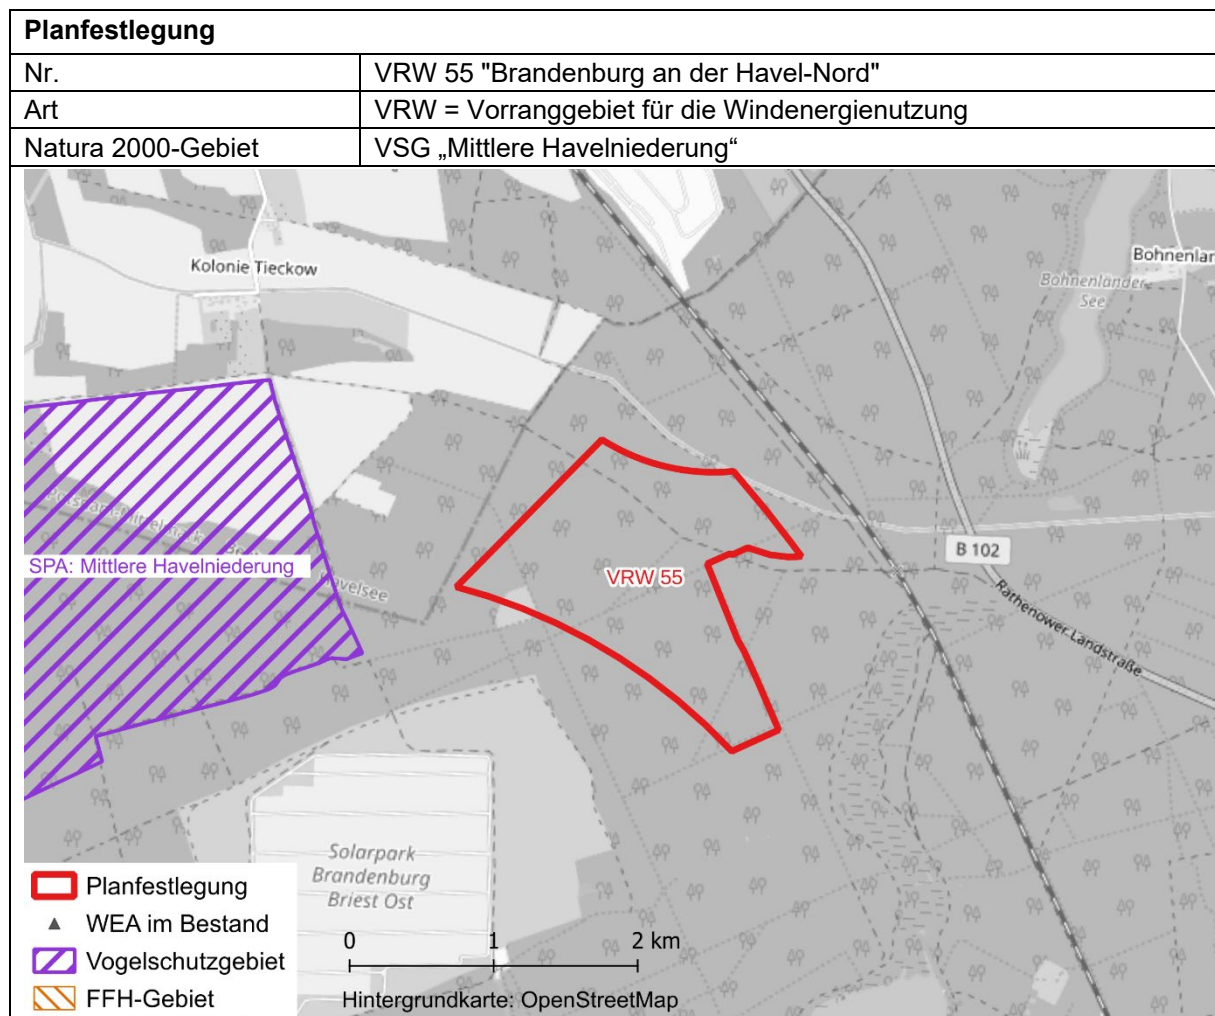 Planfestlegung
Nr. VRW 55 "Brandenburg an der Havel-Nord"
Art VRW = Vorranggebiet für die Windenergienutzung
Natura 2000-Gebiet VSG „Mittlere Havelniederung“
Kolonie Tieckow
Bohnenländer
See
SPA: Mittlere Havelniederung
VRW 55
B 102
Rathenower Landstraße
Solarpark
Brandenburg
Briest Ost
Planfestlegung
WEA im Bestand
Vogelschutzgebiet
FFH-Gebiet
0 1 2 km
Hintergrundkarte: OpenStreetMap